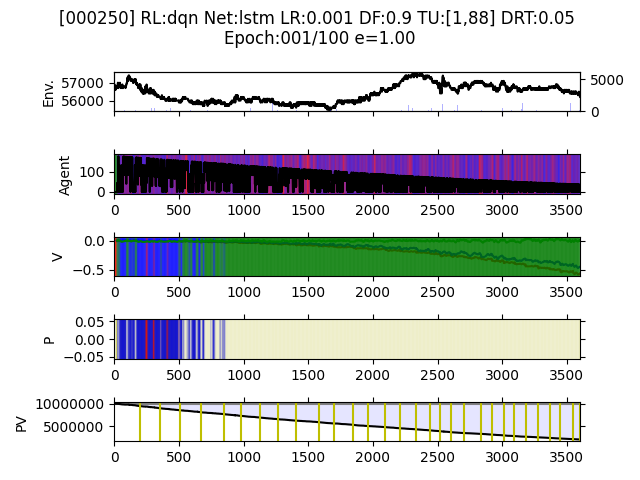 [000250] RL:dqn Net:lstm LR:0.001 DF:0.9 TU:[1,88] DRT:0.05
Epoch:001/100 e=1.00
Env.
57000
56000
5000
0
Agent
100
0
0 500 1000 1500 2000 2500 3000 3500
V
0.0
−0.5
0 500 1000 1500 2000 2500 3000 3500
P
0.05
0.00
−0.05
0 500 1000 1500 2000 2500 3000 3500
PV
10000000
5000000
0 500 1000 1500 2000 2500 3000 3500